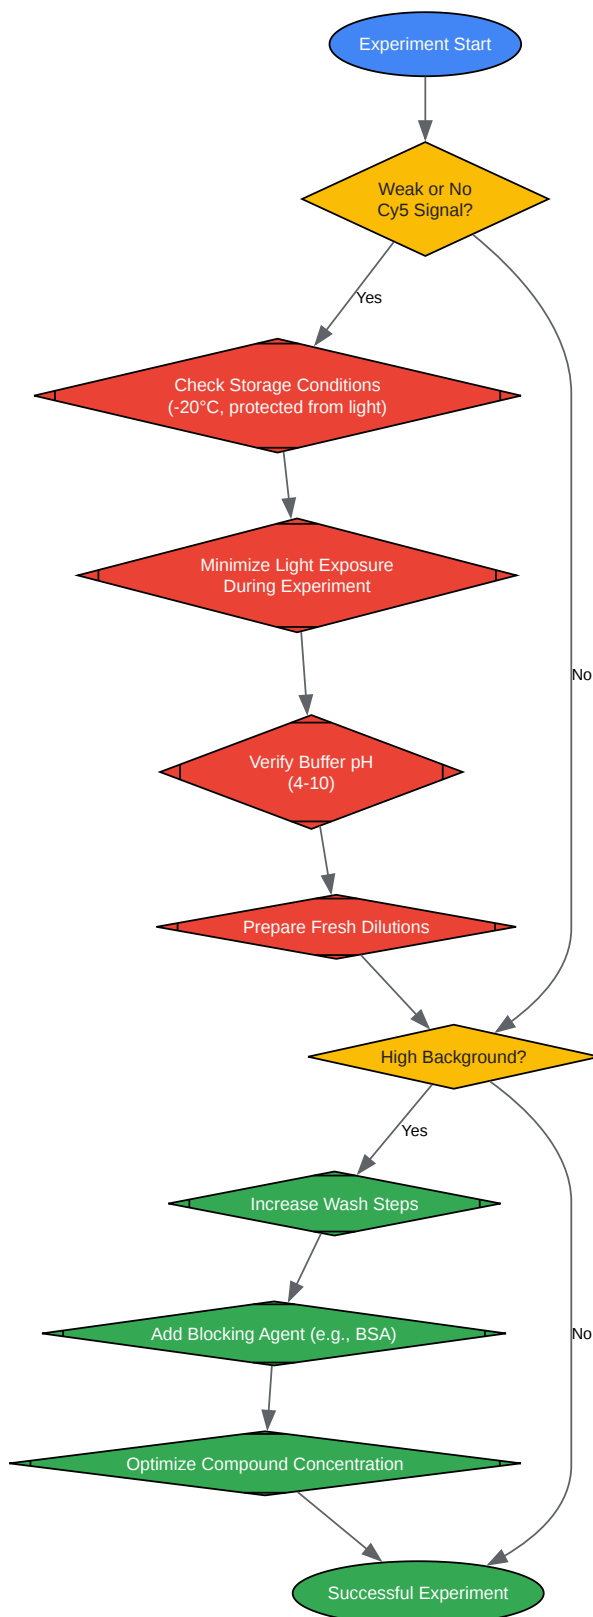 Experiment Start
Weak or No
Cy5 Signal?
Yes
Check Storage Conditions
(-20°C, protected from light)
Minimize Light Exposure
During Experiment
No
Verify Buffer pH
(4-10)
Prepare Fresh Dilutions
High Background?
Yes
Increase Wash Steps
Add Blocking Agent (e.g., BSA)
No
Optimize Compound Concentration
Successful Experiment